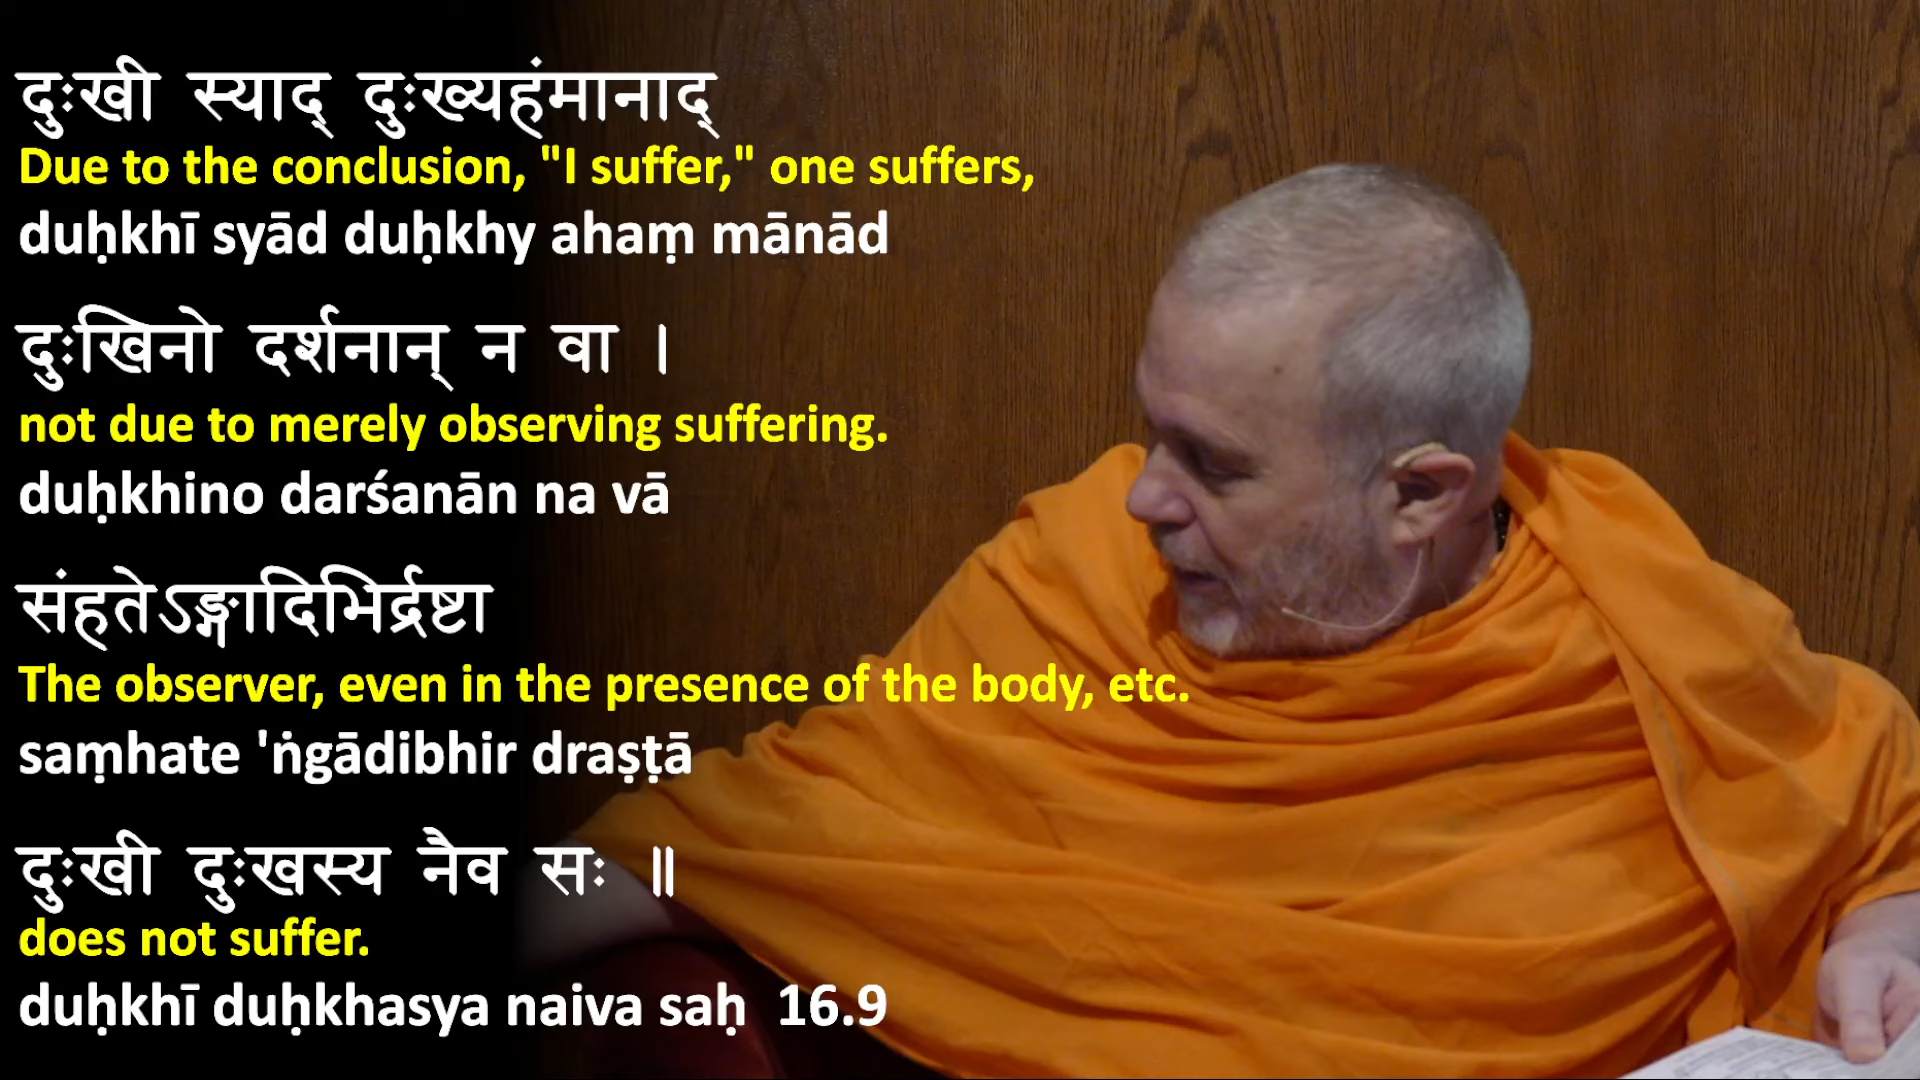 दुःखी स्याद् दुःख्यहंमानाद्
Due to the conclusion, "I suffer," one suffers,
duḥkhī syād duḥkhy ahaṃ mānād
दुःखिनो दर्शनान् न वा ।
not due to merely observing suffering.
duḥkhino darśanān na vā
संहतेऽङ्गादिभिर्द्रष्टा
The observer, even in the presence of the body, etc.
saṃhate 'ṅgādibhir draṣṭā
दुःखी दुःखस्य नैव सः ॥
does not suffer.
duḥkhī duḥkhasya naiva saḥ 16.9